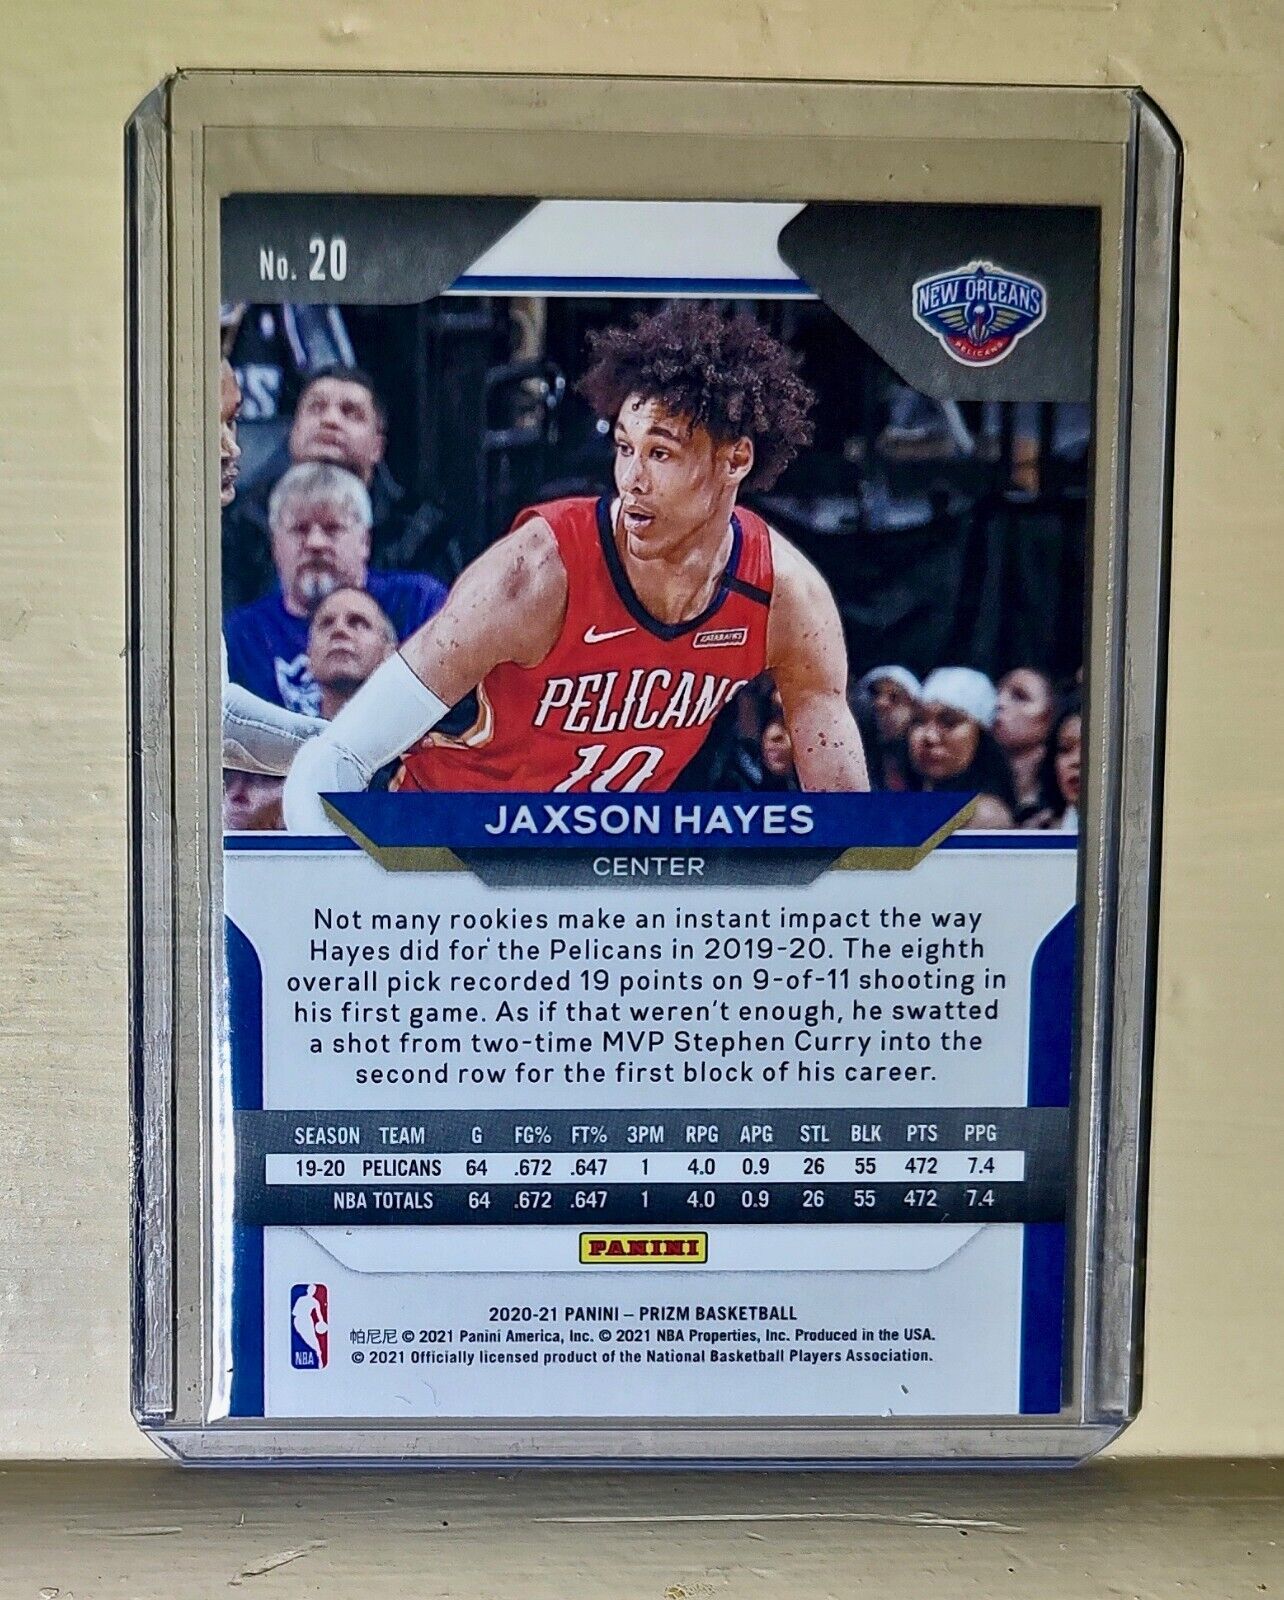 No. 20
NEW ORLEANS
PELICANS
ZATARAIN'S
PELICANS
10
JAXSON HAYES
CENTER
Not many rookies make an instant impact the way
Hayes did for the Pelicans in 2019-20. The eighth
overall pick recorded 19 points on 9-of-11 shooting in
his first game. As if that weren't enough, he swatted
a shot from two-time MVP Stephen Curry into the
second row for the first block of his career.
SEASON TEAM G FG% FT% 3PM RPG APG STL BLK PTS PPG
19-20 PELICANS 64 .672 .647 1 4.0 0.9 26 55 472 7.4
NBA TOTALS 64 .672 .647 1 4.0 0.9 26 55 472 7.4
PANINI
2020-21 PANINI – PRIZM BASKETBALL
帕尼尼 © 2021 Panini America, Inc. © 2021 NBA Properties, Inc. Produced in the USA.
© 2021 Officially licensed product of the National Basketball Players Association.
NBA